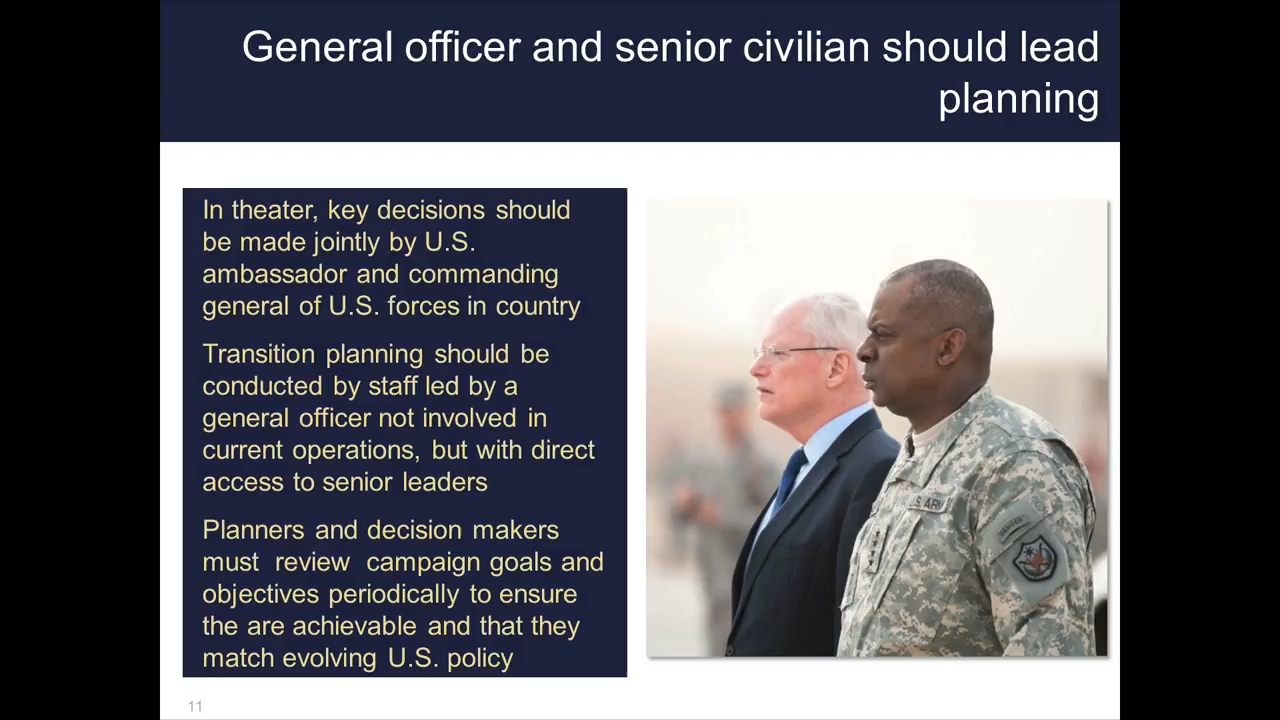 General officer and senior civilian should lead
planning
In theater, key decisions should
be made jointly by U.S.
ambassador and commanding
general of U.S. forces in country
Transition planning should be
conducted by staff led by a
general officer not involved in
current operations, but with direct
access to senior leaders
Planners and decision makers
must review campaign goals and
objectives periodically to ensure
the are achievable and that they
match evolving U.S. policy
U.S. ARM
11